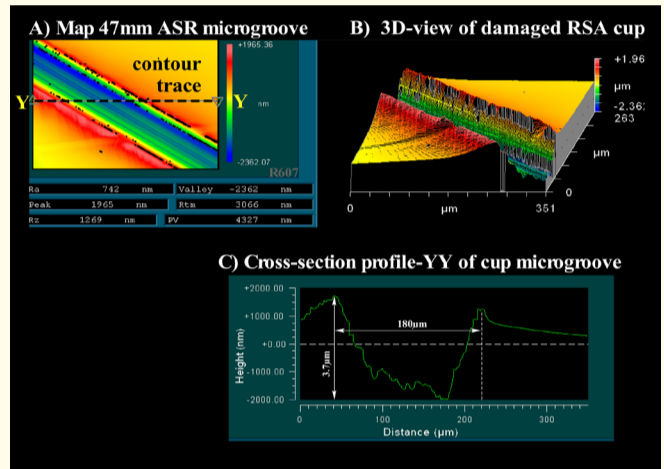 A) Map 47mm ASR microgroove
B) 3D-view of damaged RSA cup
+1965.36
contour
trace
Y
Y
nm
-2362.07
R607
Ra 742 nm Valley -2362 nm
Peak 1965 nm Rtm 3066 nm
Rz 1269 nm PV 4327 nm
+1.96
μm
-2.36
263
μm
0
0
μm
351
C) Cross-section profile-YY of cup microgroove
+2000.00
+1000.00
+0.00
-1000.00
-2000.00
Height (nm)
180μm
3.7μm
0 100 200 300
Distance (μm)